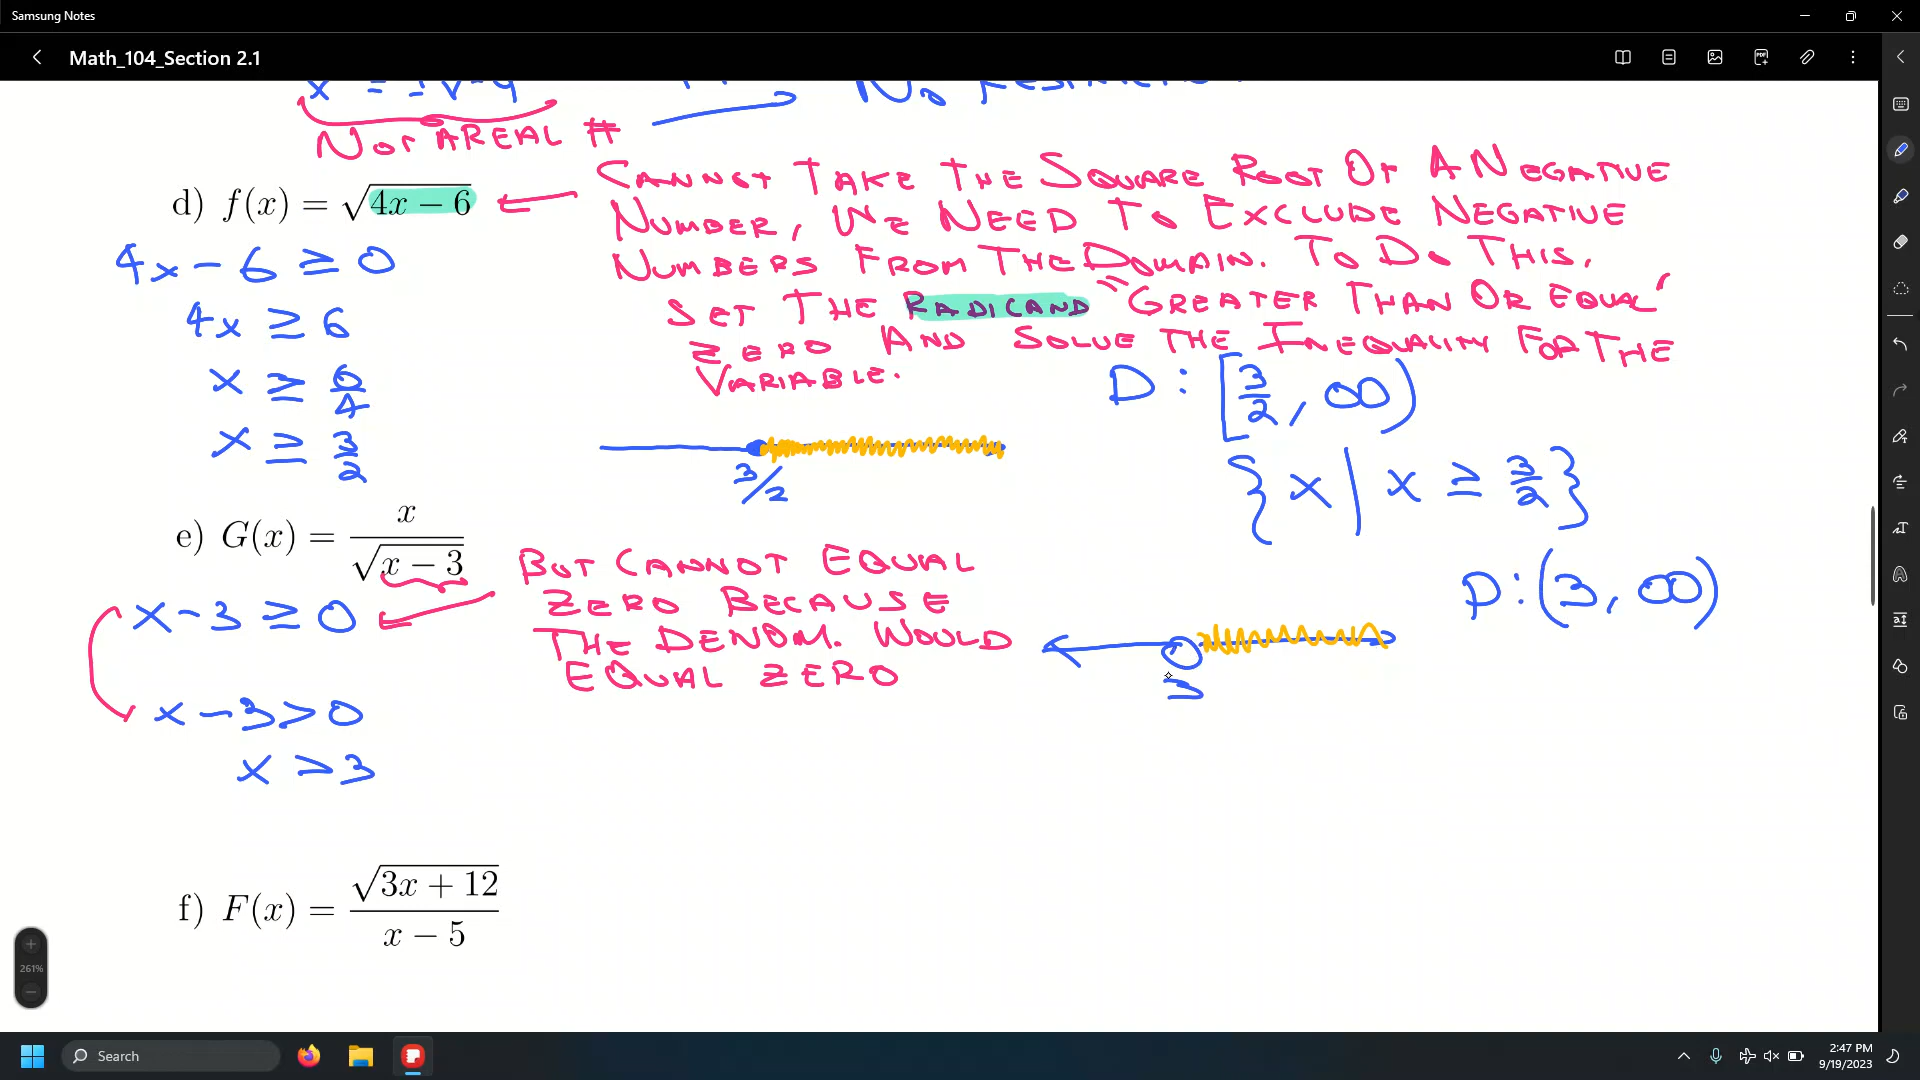 Samsung Notes
Math_104_Section 2.1
NOT A REAL #
d) f(x) = √(4x − 6)
CANNOT TAKE THE SQUARE ROOT OF A NEGATIVE
NUMBER, WE NEED TO EXCLUDE NEGATIVE
NUMBERS FROM THE DOMAIN. TO DO THIS,
SET THE RADICAND "GREATER THAN OR EQUAL"
ZERO AND SOLVE THE INEQUALITY FOR THE
VARIABLE.
4x − 6 ≥ 0
4x ≥ 6
x ≥ 6/4
x ≥ 3/2
3/2
D : [3/2, ∞)
{x | x ≥ 3/2}
e) G(x) = x/√(x − 3)
BUT CANNOT EQUAL
ZERO BECAUSE
THE DENOM. WOULD
EQUAL ZERO
x − 3 ≥ 0
x − 3 > 0
x > 3
3
D : (3, ∞)
f) F(x) = √(3x + 12)/(x − 5)
261%
Search
2:47 PM
9/19/2023